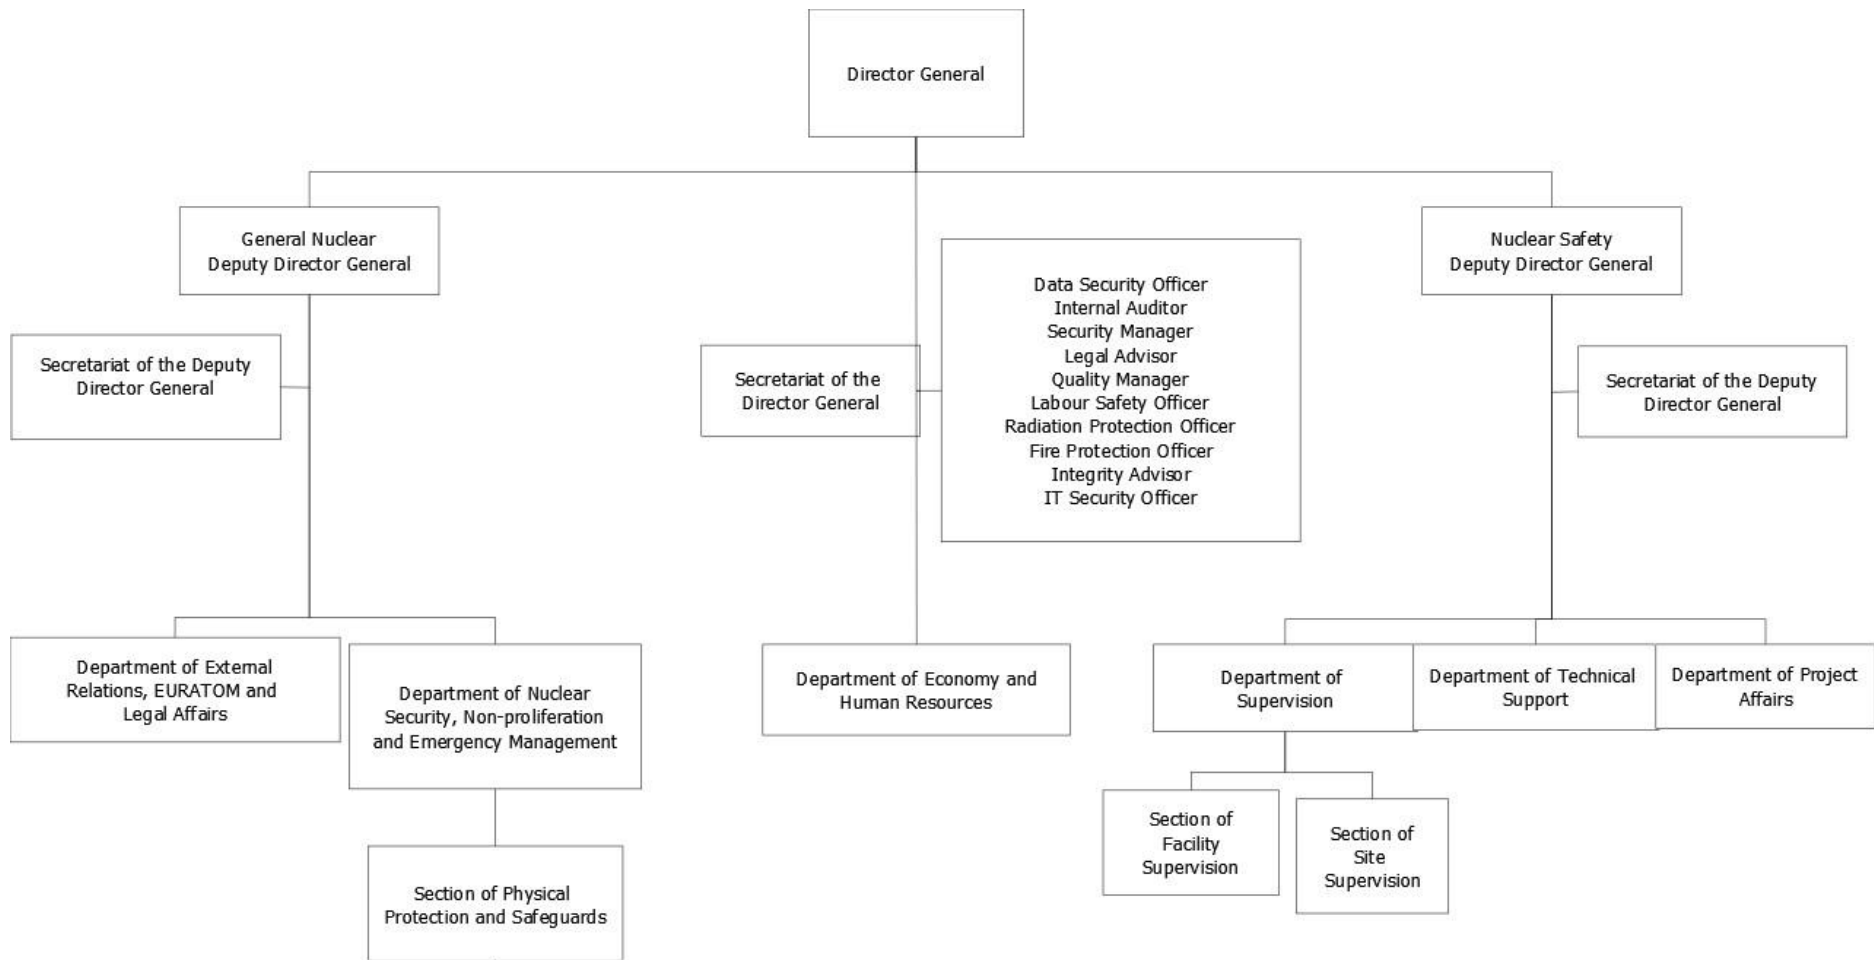 Director General
General Nuclear
Deputy Director General
Nuclear Safety
Deputy Director General
Secretariat of the Deputy
Director General
Secretariat of the
Director General
Data Security Officer
Internal Auditor
Security Manager
Legal Advisor
Quality Manager
Labour Safety Officer
Radiation Protection Officer
Fire Protection Officer
Integrity Advisor
IT Security Officer
Secretariat of the Deputy
Director General
Department of External
Relations, EURATOM and
Legal Affairs
Department of Nuclear
Security, Non-proliferation
and Emergency Management
Department of Economy and
Human Resources
Department of
Supervision
Department of Technical
Support
Department of Project
Affairs
Section of
Facility
Supervision
Section of
Site
Supervision
Section of Physical
Protection and Safeguards